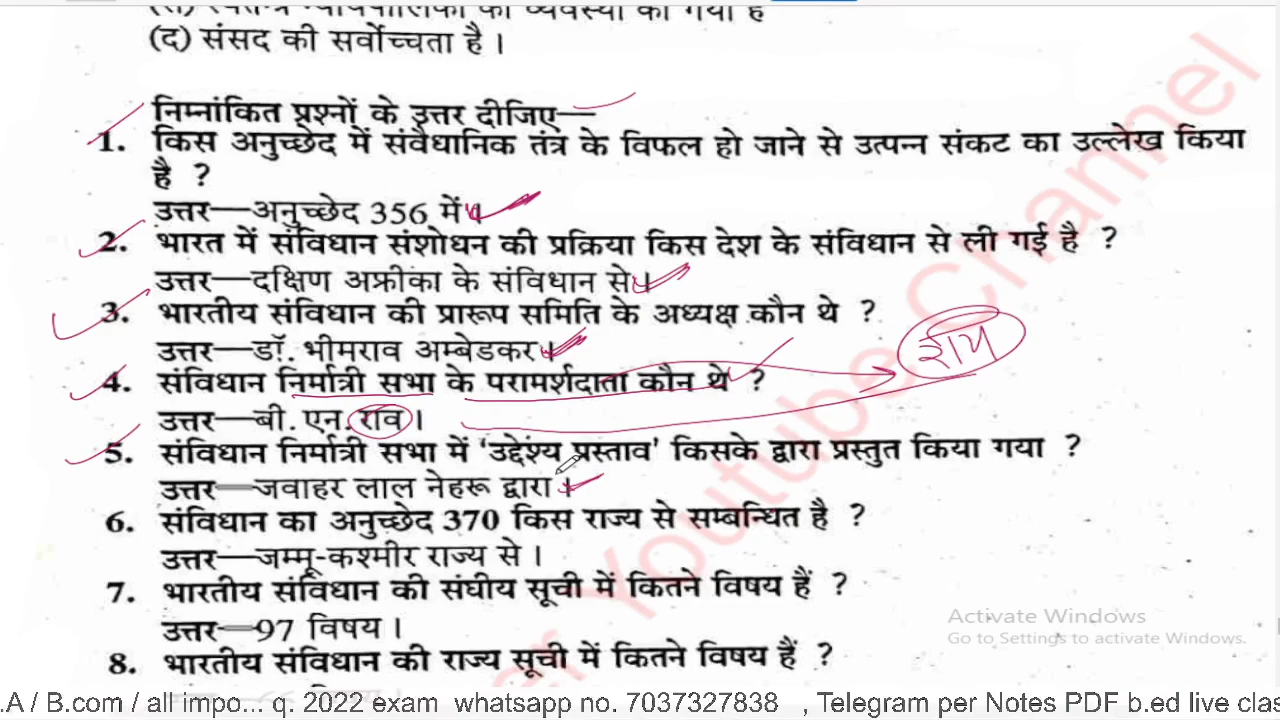 की व्यवस्था की गयी है
(द) संसद की सर्वोच्चता है ।
निम्नांकित प्रश्नों के उत्तर दीजिए—
1. किस अनुच्छेद में संवैधानिक तंत्र के विफल हो जाने से उत्पन्न संकट का उल्लेख किया
है ?
उत्तर—अनुच्छेद 356 में ।
2. भारत में संविधान संशोधन की प्रक्रिया किस देश के संविधान से ली गई है ?
उत्तर—दक्षिण अफ्रीका के संविधान से ।
3. भारतीय संविधान की प्रारूप समिति के अध्यक्ष कौन थे ?
उत्तर—डॉ. भीमराव अम्बेडकर ।
4. संविधान निर्मात्री सभा के परामर्शदाता कौन थे ?
उत्तर—बी. एन. राव ।
5. संविधान निर्मात्री सभा में 'उद्देश्य प्रस्ताव' किसके द्वारा प्रस्तुत किया गया ?
उत्तर—जवाहर लाल नेहरू द्वारा ।
6. संविधान का अनुच्छेद 370 किस राज्य से सम्बन्धित है ?
उत्तर—जम्मू-कश्मीर राज्य से ।
7. भारतीय संविधान की संघीय सूची में कितने विषय हैं ?
उत्तर—97 विषय ।
8. भारतीय संविधान की राज्य सूची में कितने विषय हैं ?
er Youtube Channel
Activate Windows
Go to Settings to activate Windows.
.A / B.com / all impo... q. 2022 exam whatsapp no. 7037327838 , Telegram per Notes PDF b.ed live clas